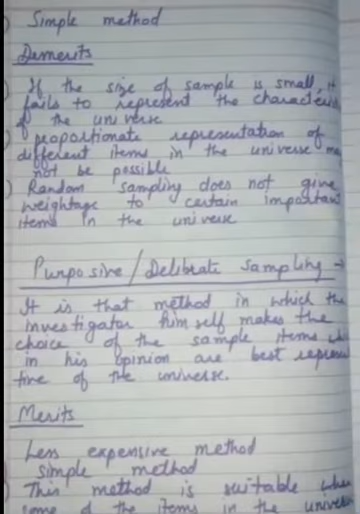 ) Simple method
Demerits
) If the size of sample is small, it
fails to represent the
of the universe
) proportionate representation of
different items in the universe may
not be possible
) Random sampling does not give
weightage to certain important
items in the universe
Purposive/Delibrate Sampling →
It is that method in which the
investigator him self makes the
choice of the sample items
in his opinion are best
tive of the universe.
Merits
Less expensive method
simple method
) This method is suitable when
some of the items in the universe